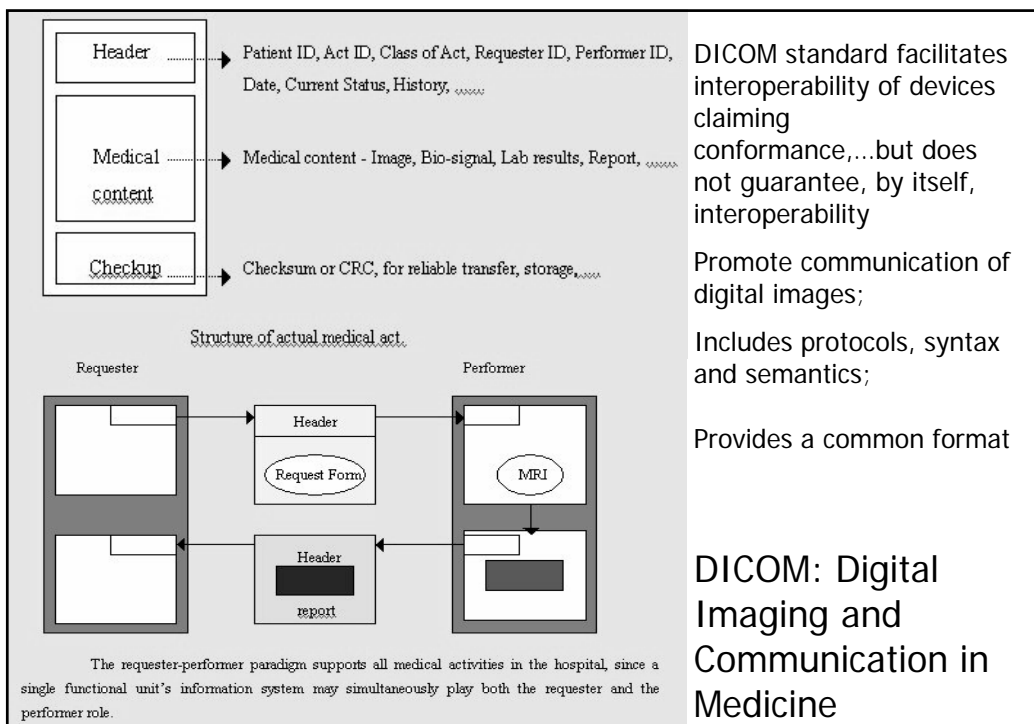 Header
Patient ID, Act ID, Class of Act, Requester ID, Performer ID,
Date, Current Status, History, ......
Medical
content
Medical content - Image, Bio-signal, Lab results, Report, ......
Checkup
Checksum or CRC, for reliable transfer, storage,.....
Structure of actual medical act.
Requester
Performer
Header
Request Form
MRI
Header
report
The requester-performer paradigm supports all medical activities in the hospital, since a
single functional unit's information system may simultaneously play both the requester and the
performer role.
DICOM standard facilitates
interoperability of devices
claiming
conformance,...but does
not guarantee, by itself,
interoperability
Promote communication of
digital images;
Includes protocols, syntax
and semantics;
Provides a common format
DICOM: Digital
Imaging and
Communication in
Medicine